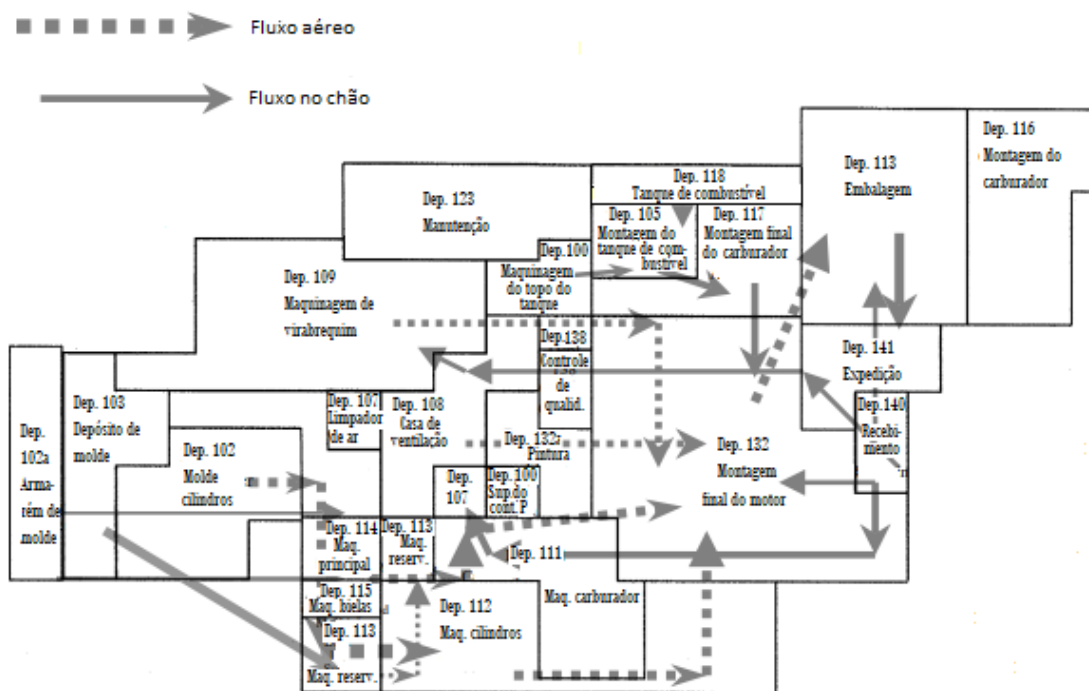 Fluxo aéreo
Fluxo no chão
Dep. 116
Montagem do
carburador
Dep. 113
Embalagem
Dep. 118
Tanque de combustível
Dep. 123
Manutenção
Dep. 105
Montagem do
tanque de com-
bustível
Dep. 117
Montagem final
do carburador
Dep.100
Maquinagem
do topo do
tanque
Dep. 109
Maquinagem de
virabrequim
Dep.138
Controle
de
qualid.
Dep. 141
Expedição
Dep.140
Recebi-
miento
Dep.
102a
Arma-
rém de
molde
Dep. 103
Depósito de
molde
Dep. 102
Molde
cilindros
Dep. 107
Limpador
de ar
Dep. 108
Casa de
ventilação
Dep. 132a
Pintura
Dep. 132
Montagem
final do motor
Dep.
107
Dep. 100
Sup.do
cont. P
Dep. 114
Maq.
principal
Dep.113
Maq.
reserv.
Dep. 111
Maq. carburador
Dep. 115
Maq. bielas
Dep. 112
Maq. cilindros
Dep. 113
Maq. reserv.